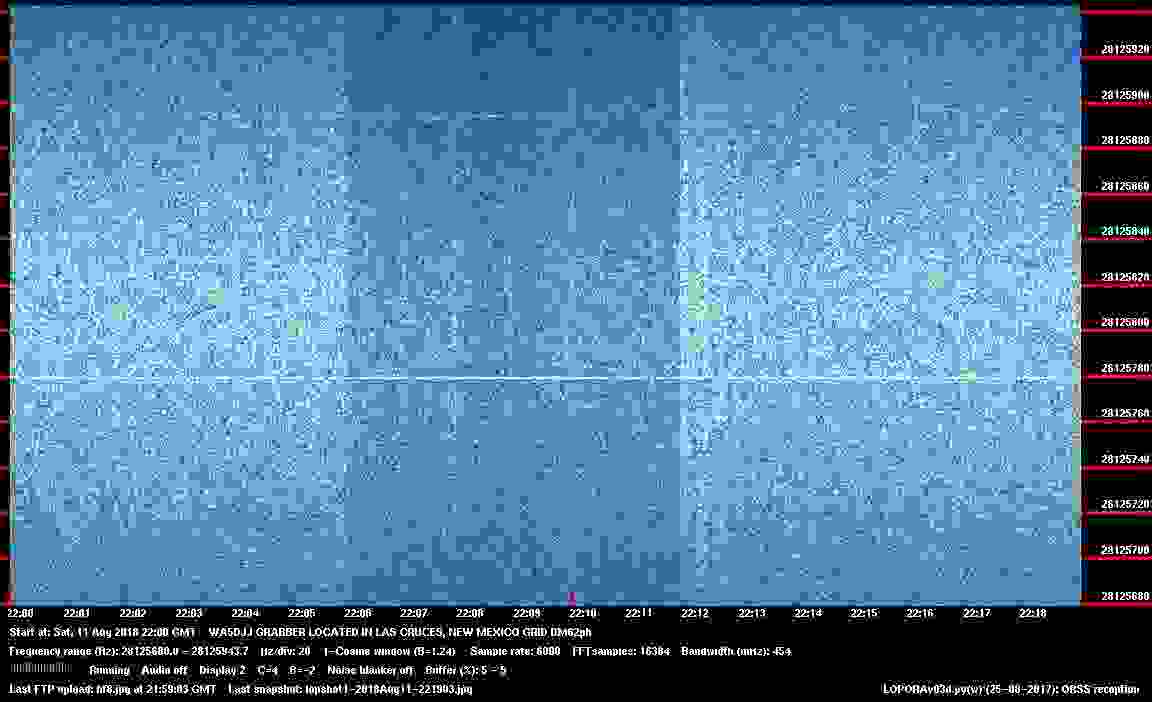 28125920
28125900
28125880
28125860
28125840
28125820
28125800
28125780
28125760
28125740
28125720
28125700
28125680
22:00 22:01 22:02 22:03 22:04 22:05 22:06 22:07 22:08 22:09 22:10 22:11 22:12 22:13 22:14 22:15 22:16 22:17 22:18
Start at: Sat, 11 Aug 2018 22:00 GMT WA5DJJ GRABBER LOCATED IN LAS CRUCES, NEW MEXICO GRID DM62ph
Frequency range (Hz): 28125680.0 - 28125943.7 Hz/div: 20 1-Cosine window (B=1.24) Sample rate: 6000 FFTsamples: 16384 Bandwidth (mHz): 454
Running Audio off Display 2 C=4 B=-2 Noise blanker off Buffer (%): 5 - 5
Last FTP upload: hf8.jpg at 21:59:03 GMT Last snapshot: lopshot1-2018Aug11-221903.jpg
LOPORAv03d.py(w) (25-08-2017): QRSS reception